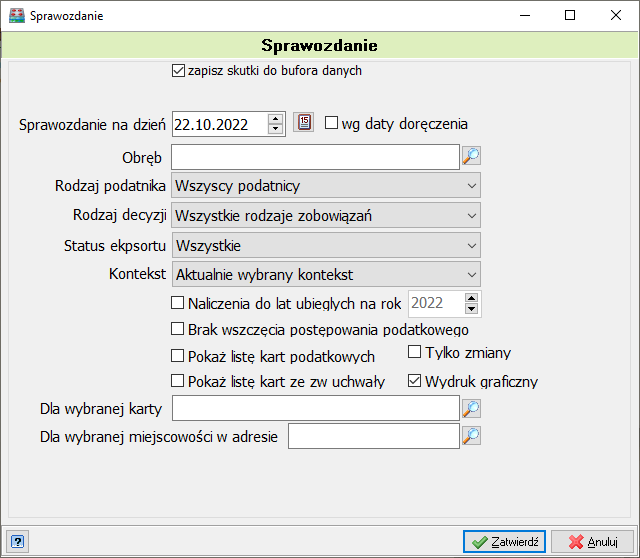 Sprawozdanie
Sprawozdanie
zapisz skutki do bufora danych
Sprawozdanie na dzień 22.10.2022 15 wg daty doręczenia
Obręb
Rodzaj podatnika Wszyscy podatnicy
Rodzaj decyzji Wszystkie rodzaje zobowiązań
Status ekpsortu Wszystkie
Kontekst Aktualnie wybrany kontekst
Naliczenia do lat ubiegłych na rok 2022
Brak wszczęcia postępowania podatkowego
Pokaż listę kart podatkowych Tylko zmiany
Pokaż listę kart ze zw uchwały Wydruk graficzny
Dla wybranej karty
Dla wybranej miejscowości w adresie
? Zatwierdź Anuluj